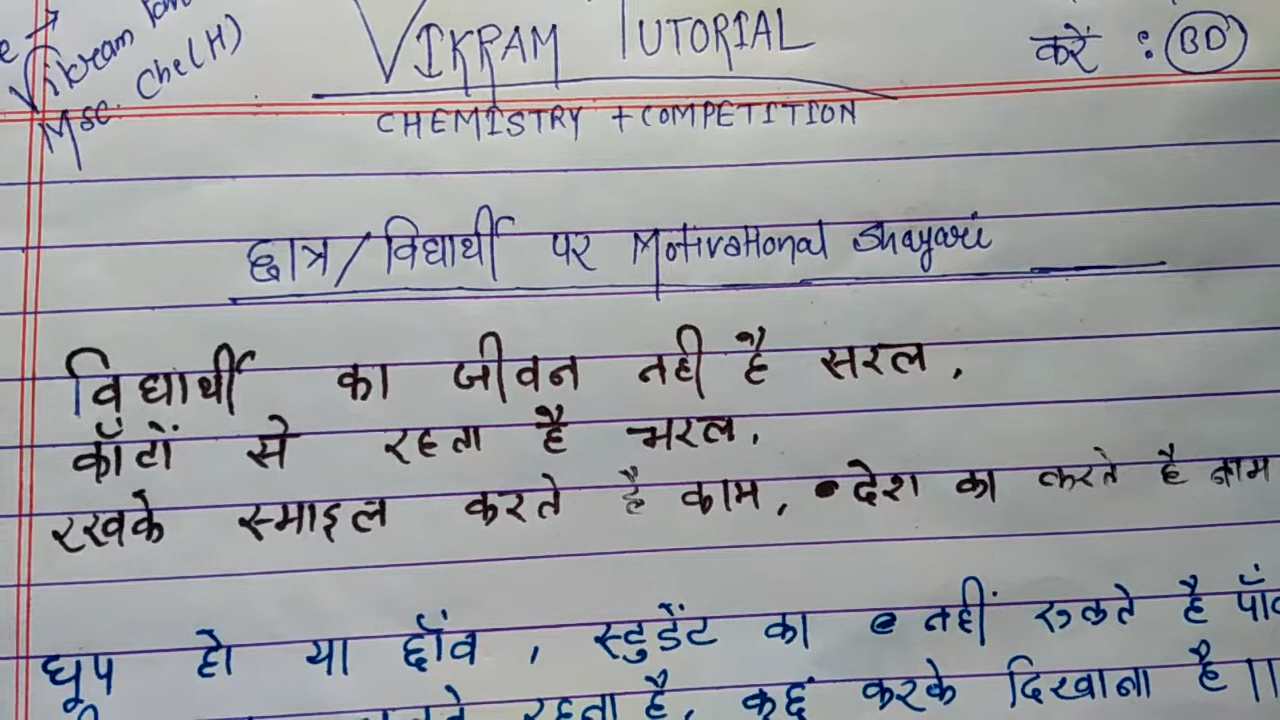 Vikram
Msc. Che(H)
VIKRAM TUTORIAL
करें : BD
CHEMISTRY + COMPETITION
छात्र / विद्यार्थी पर Motivational Shayari
विद्यार्थी का जीवन नही है सरल,
काँटों से रहता है भरल,
रखके स्माइल करते है काम, देश का करते है नाम
धूप हो या छाँव, स्टुडेंट का नहीं रुकते है
रहता है, कुछ करके दिखाना है ||